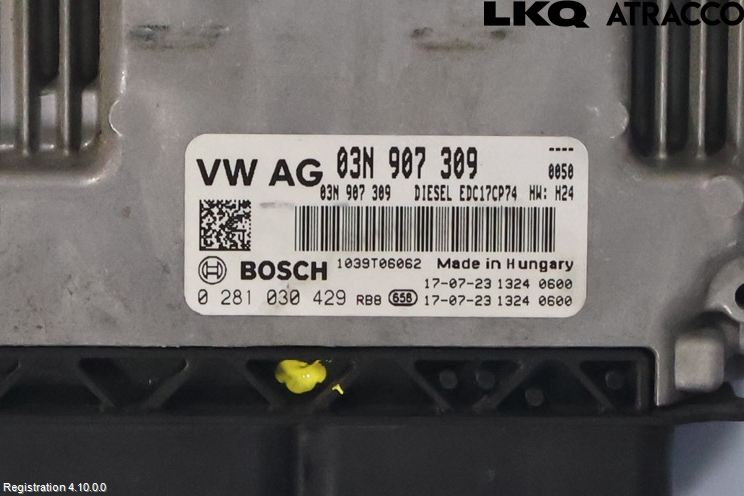 LKQ ATRACCO
VW AG 03N 907 309 ----
0050
03N 907 309 DIESEL EDC17CP74 HW: H24
BOSCH 1039T06062 Made in Hungary
17-07-23 1324 0600
0 281 030 429 RBB 658 17-07-23 1324 0600
Registration 4.10.0.0